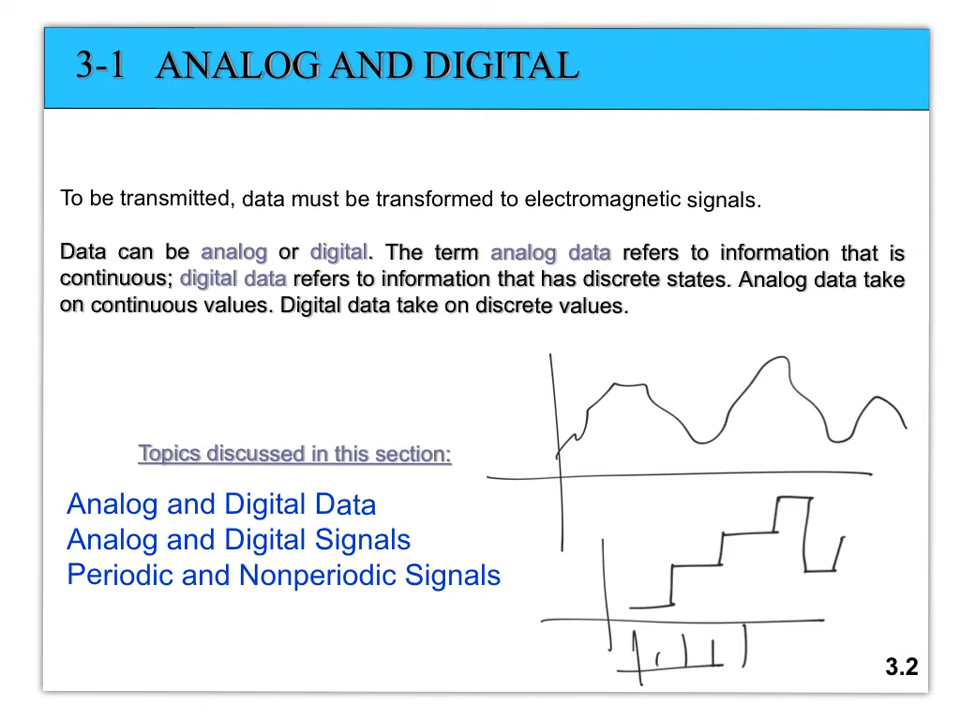 3-1 ANALOG AND DIGITAL
To be transmitted, data must be transformed to electromagnetic signals.
Data can be analog or digital. The term analog data refers to information that is
continuous; digital data refers to information that has discrete states. Analog data take
on continuous values. Digital data take on discrete values.
Topics discussed in this section:
Analog and Digital Data
Analog and Digital Signals
Periodic and Nonperiodic Signals
3.2